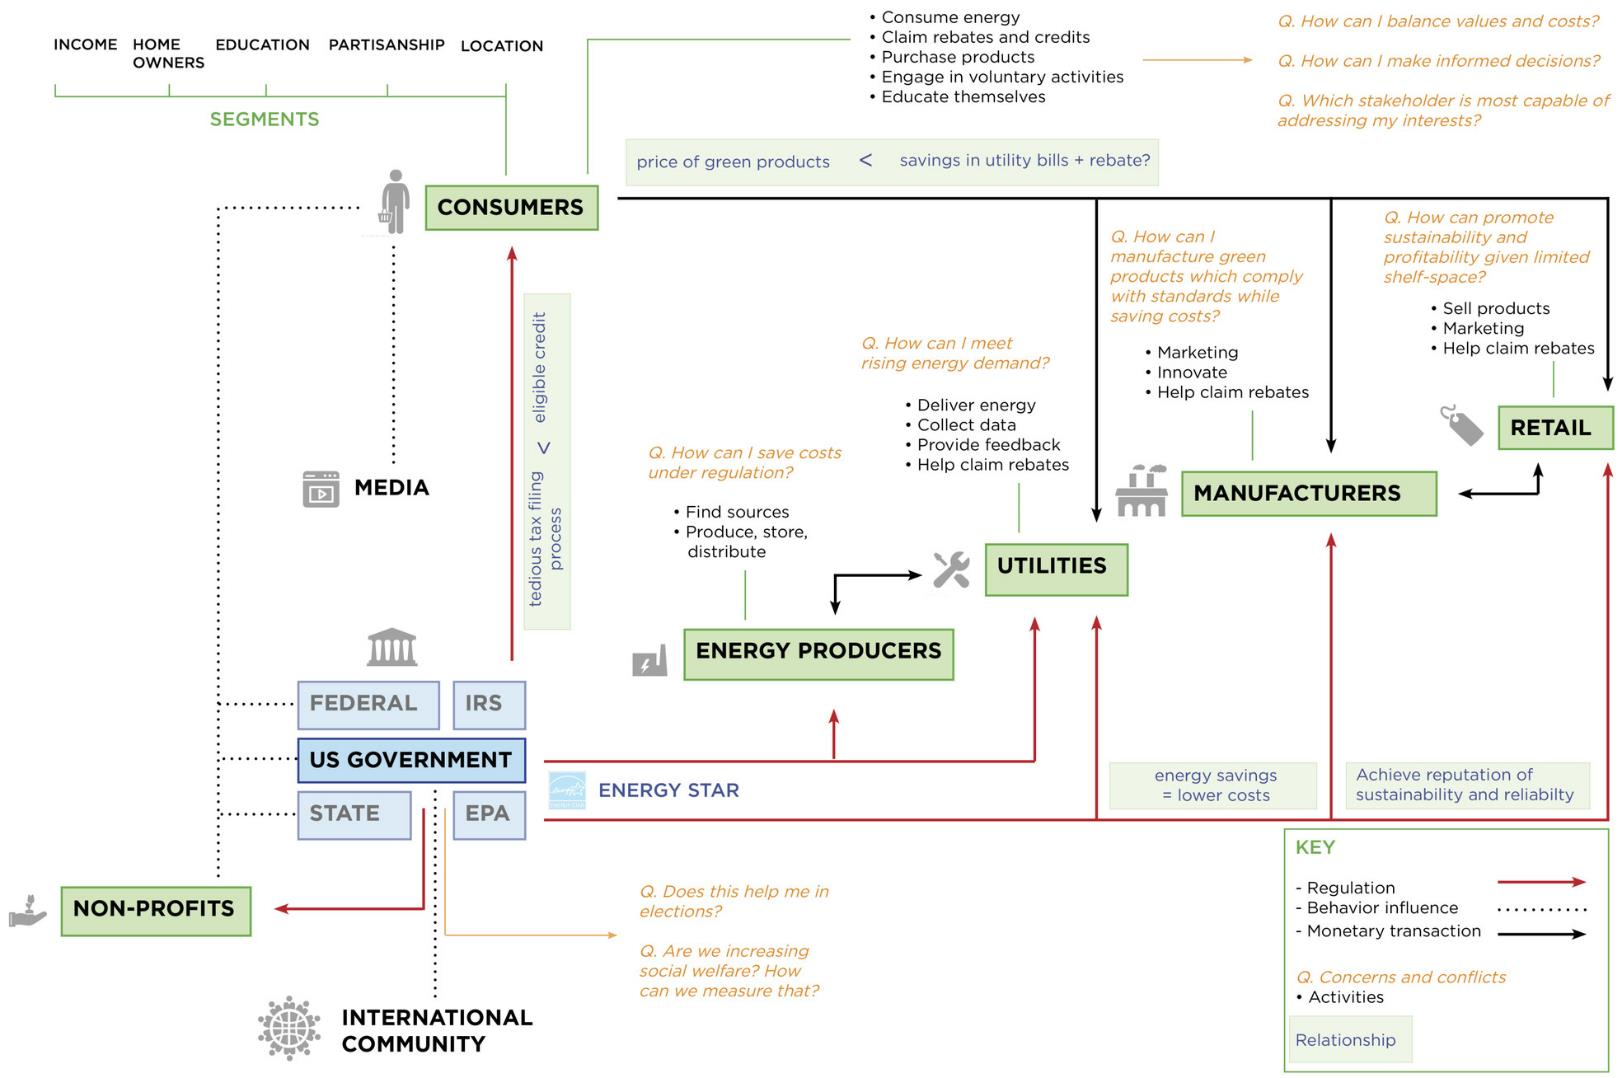 • Consume energy
• Claim rebates and credits
• Purchase products
• Engage in voluntary activities
• Educate themselves
Q. How can I balance values and costs?
Q. How can I make informed decisions?
Q. Which stakeholder is most capable of
addressing my interests?
INCOME
HOME
OWNERS
EDUCATION
PARTISANSHIP
LOCATION
SEGMENTS
price of green products < savings in utility bills + rebate?
CONSUMERS
Q. How can I
manufacture green
products which comply
with standards while
saving costs?
• Marketing
• Innovate
• Help claim rebates
Q. How can promote
sustainability and
profitability given limited
shelf-space?
• Sell products
• Marketing
• Help claim rebates
RETAIL
MANUFACTURERS
Q. How can I meet
rising energy demand?
• Deliver energy
• Collect data
• Provide feedback
• Help claim rebates
UTILITIES
Q. How can I save costs
under regulation?
• Find sources
• Produce, store,
distribute
ENERGY PRODUCERS
tedious tax filing < eligible credit
process
MEDIA
FEDERAL
IRS
US GOVERNMENT
STATE
EPA
ENERGY STAR
energy savings
= lower costs
Achieve reputation of
sustainability and reliabilty
NON-PROFITS
Q. Does this help me in
elections?
Q. Are we increasing
social welfare? How
can we measure that?
INTERNATIONAL
COMMUNITY
KEY
- Regulation
- Behavior influence
- Monetary transaction
Q. Concerns and conflicts
• Activities
Relationship